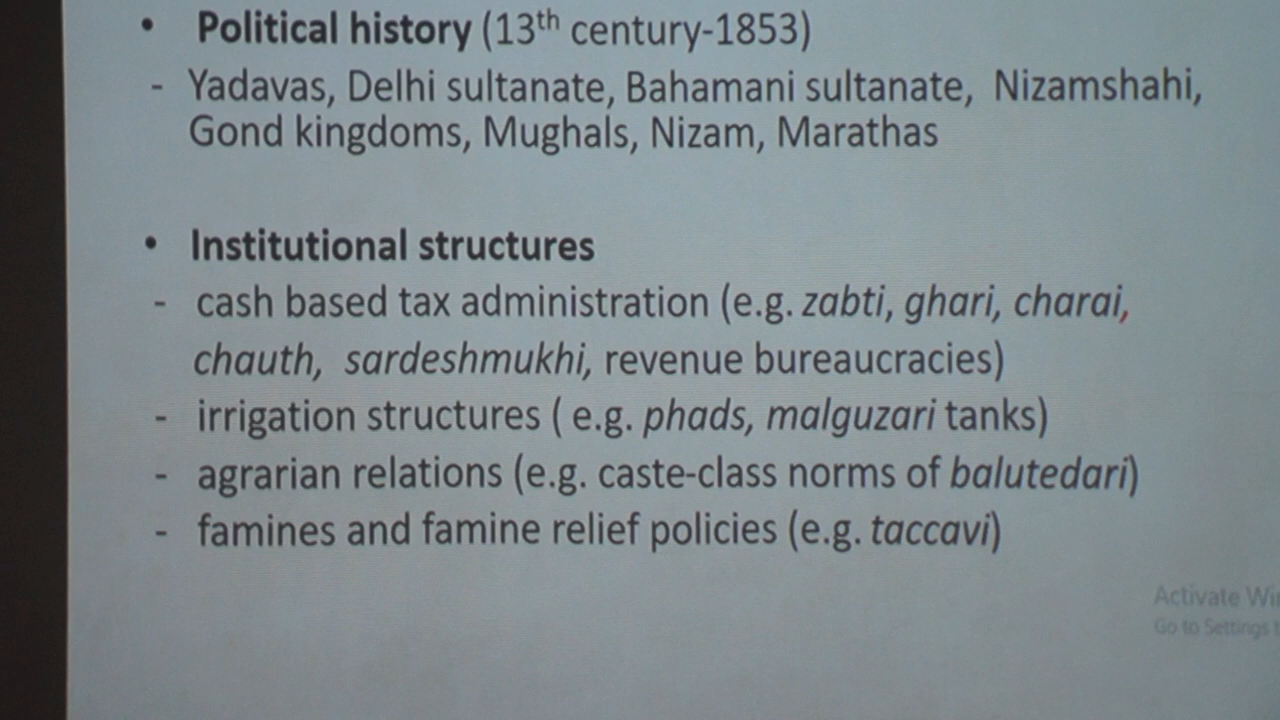 • Political history (13th century-1853)
- Yadavas, Delhi sultanate, Bahamani sultanate, Nizamshahi,
Gond kingdoms, Mughals, Nizam, Marathas
• Institutional structures
- cash based tax administration (e.g. zabti, ghari, charai,
chauth, sardeshmukhi, revenue bureaucracies)
- irrigation structures ( e.g. phads, malguzari tanks)
- agrarian relations (e.g. caste-class norms of balutedari)
- famines and famine relief policies (e.g. taccavi)
Activate Wi
Go to Settings t